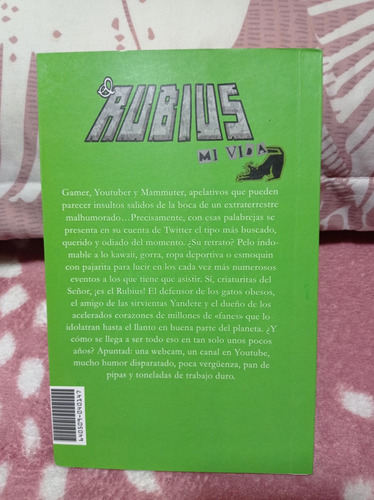 el
RUBIUS
MI VIDA
Gamer, Youtuber y Mammuter, apelativos que pueden
parecer insultos salidos de la boca de un extraterrestre
malhumorado... Precisamente, con esas palabrejas se
presenta en su cuenta de Twitter el tipo más buscado,
querido y odiado del momento. ¿Su retrato? Pelo indo-
mable a lo kawaii, gorra, ropa deportiva o esmoquin
con pajarita para lucir en los cada vez más numerosos
eventos a los que tiene que asistir. Sí, criaturitas del
Señor, ¡es el Rubius! El defensor de los gatos obesos,
el amigo de las sirvientas Yandete y el dueño de los
acelerados corazones de millones de «fanes» que lo
idolatran hasta el llanto en buena parte del planeta. ¿Y
cómo se llega a ser todo eso en tan solo unos pocos
años? Apuntad: una webcam, un canal en Youtube,
mucho humor disparatado, poca vergüenza, pan de
pipas y toneladas de trabajo duro.